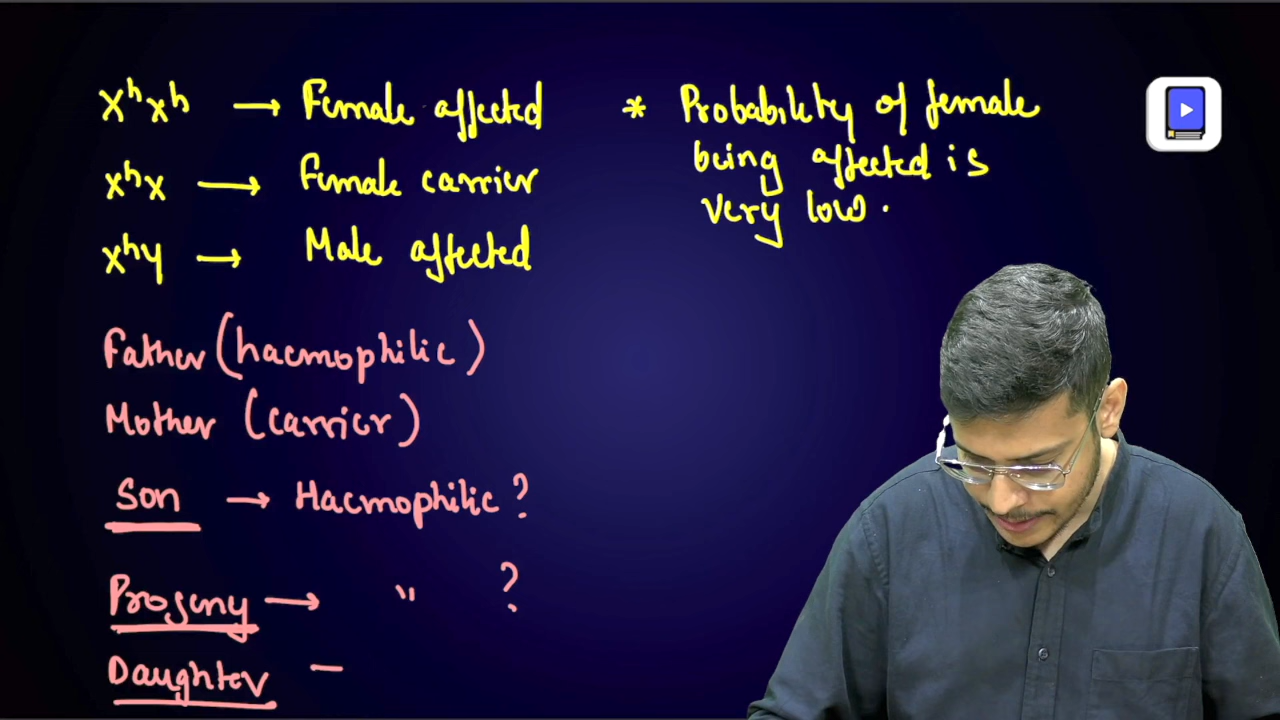 XʰXʰ → Female affected
XʰX → Female carrier
XʰY → Male affected
* Probability of female
being affected is
very low.
Father (haemophilic)
Mother (carrier)
Son → Haemophilic?
Progeny → " ?
Daughter –